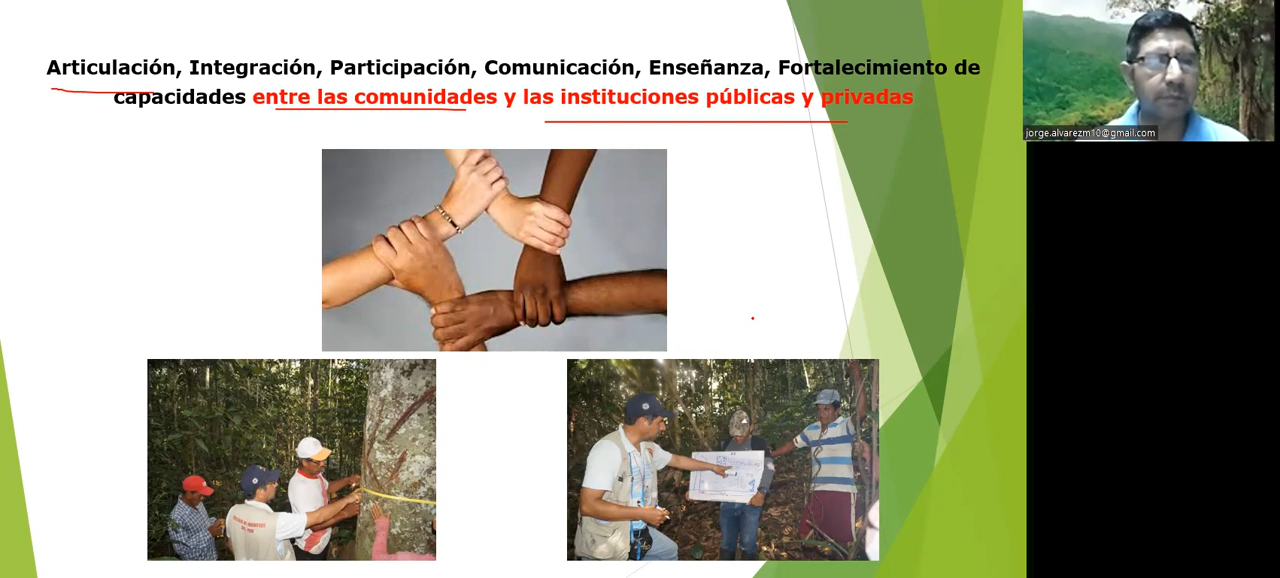 Articulación, Integración, Participación, Comunicación, Enseñanza, Fortalecimiento de
capacidades entre las comunidades y las instituciones públicas y privadas
jorge.alvarezm10@gmail.com